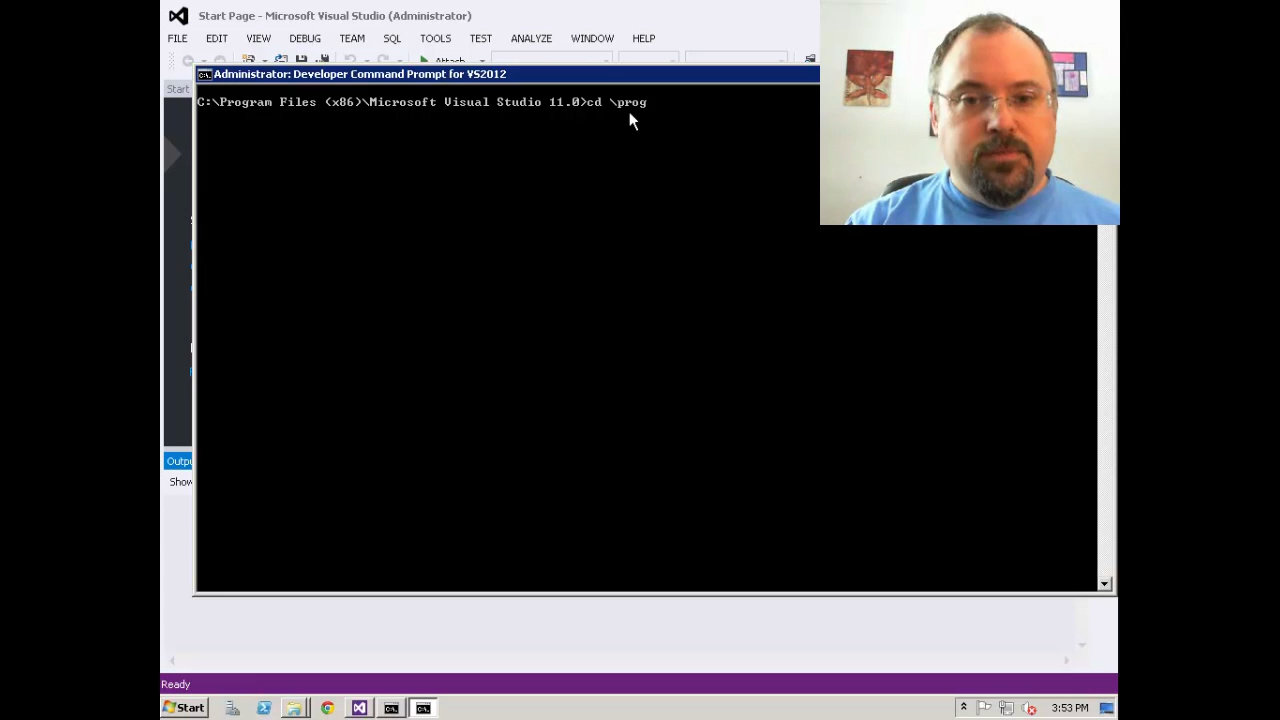 Start Page - Microsoft Visual Studio (Administrator)
FILE EDIT VIEW DEBUG TEAM SQL TOOLS TEST ANALYZE WINDOW HELP
Attach
Start
Administrator: Developer Command Prompt for VS2012
C:\Program Files (x86)\Microsoft Visual Studio 11.0>cd \prog
Outpu
Show
Ready
Start
3:53 PM